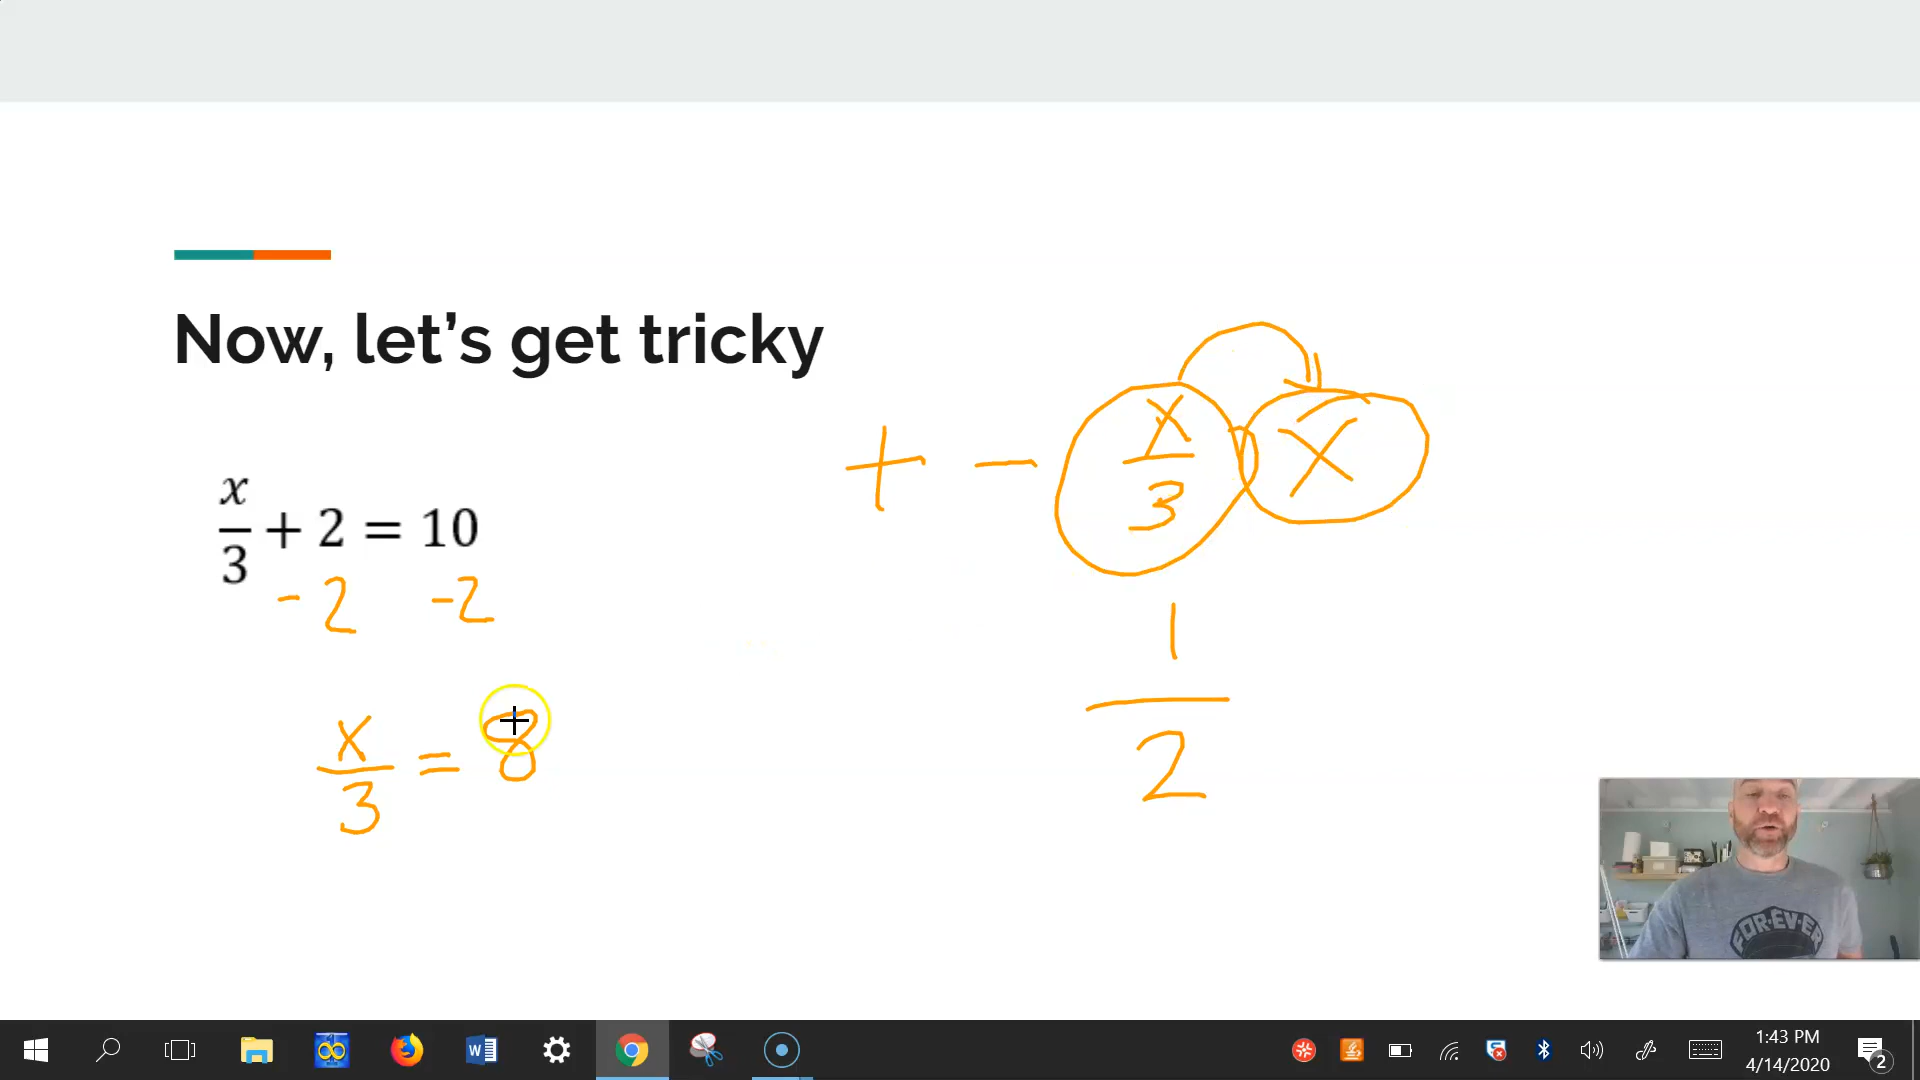 Now, let's get tricky
x/3 + 2 = 10
- 2 -2
x/3 = 8
+ - x/3 X
1/2
FOR·EV·ER
1:43 PM
4/14/2020
2